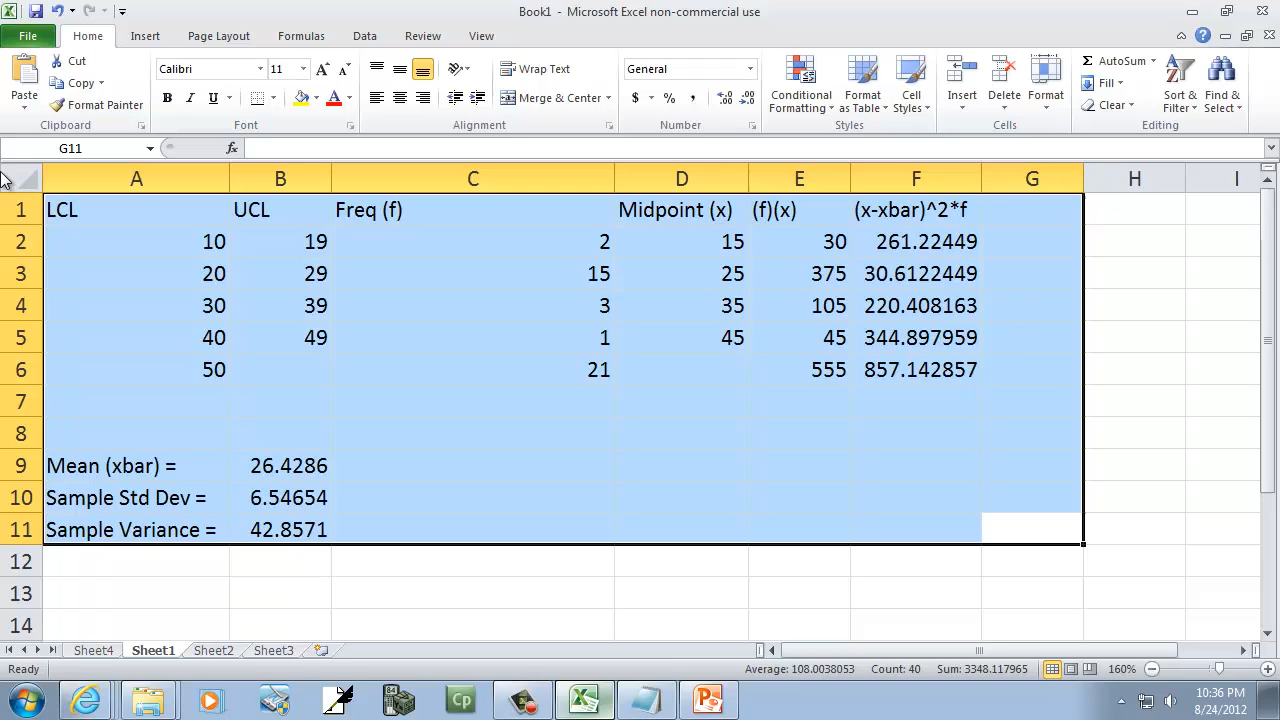 Book1 - Microsoft Excel non-commercial use
File Home Insert Page Layout Formulas Data Review View
Paste Cut Copy Format Painter Clipboard
Calibri 11 B I U A A A Font
Wrap Text Merge & Center Alignment
General $ % , Number
Conditional Formatting Format as Table Cell Styles Styles
Insert Delete Format Cells
Σ AutoSum Fill Clear Sort & Filter Find & Select Editing
G11 fx
A B C D E F G H I
1 LCL UCL Freq (f) Midpoint (x) (f)(x) (x-xbar)^2*f
2 10 19 2 15 30 261.22449
3 20 29 15 25 375 30.6122449
4 30 39 3 35 105 220.408163
5 40 49 1 45 45 344.897959
6 50 21 555 857.142857
7
8
9 Mean (xbar) = 26.4286
10 Sample Std Dev = 6.54654
11 Sample Variance = 42.8571
12
13
14
Sheet4 Sheet1 Sheet2 Sheet3
Ready Average: 108.0038053 Count: 40 Sum: 3348.117965 160%
Cp 10:36 PM
8/24/2012